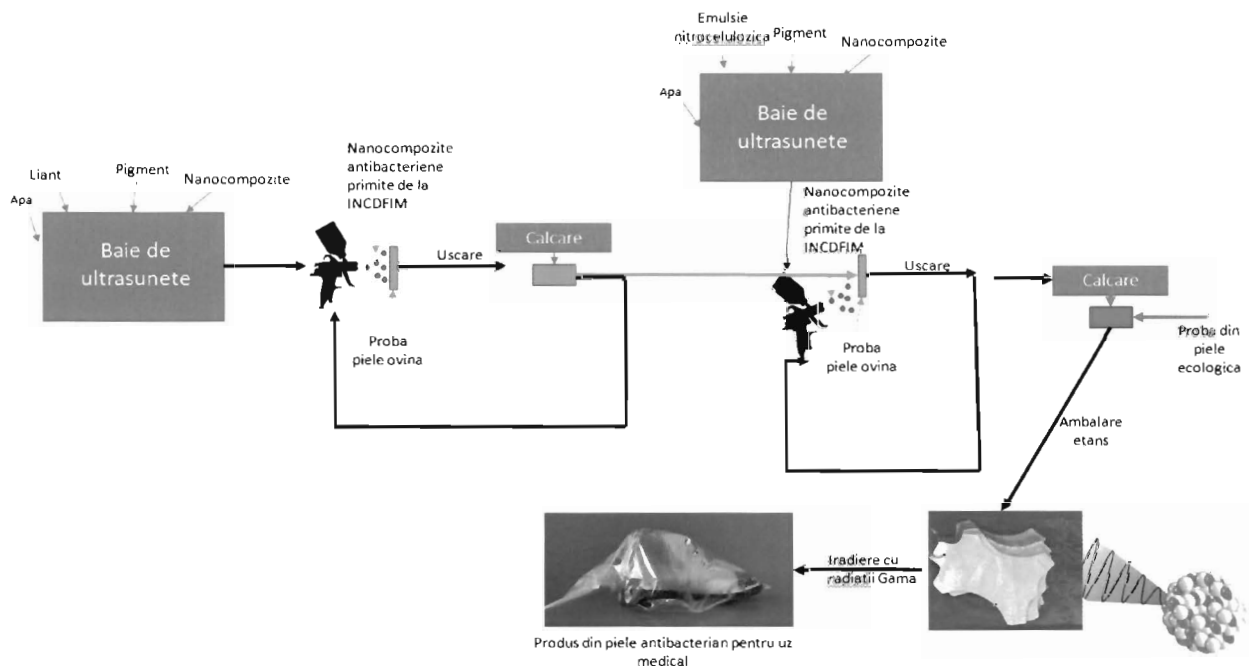 Liant
Pigment
Nanocompozite
Apa
Baie de
ultrasunete
Nanocompozite
antibacteriene
primite de la
INCDFIM
Proba
piele ovina
Uscare
Calcare
Emulsie
nitrocelulozica
Pigment
Nanocompozite
Apa
Baie de
ultrasunete
Nanocompozite
antibacteriene
primite de la
INCDFIM
Proba
piele ovina
Uscare
Calcare
Proba din
piele
ecologica
Ambalare
etans
Iradiere cu
radiatii Gama
Produs din piele antibacterian pentru uz
medical